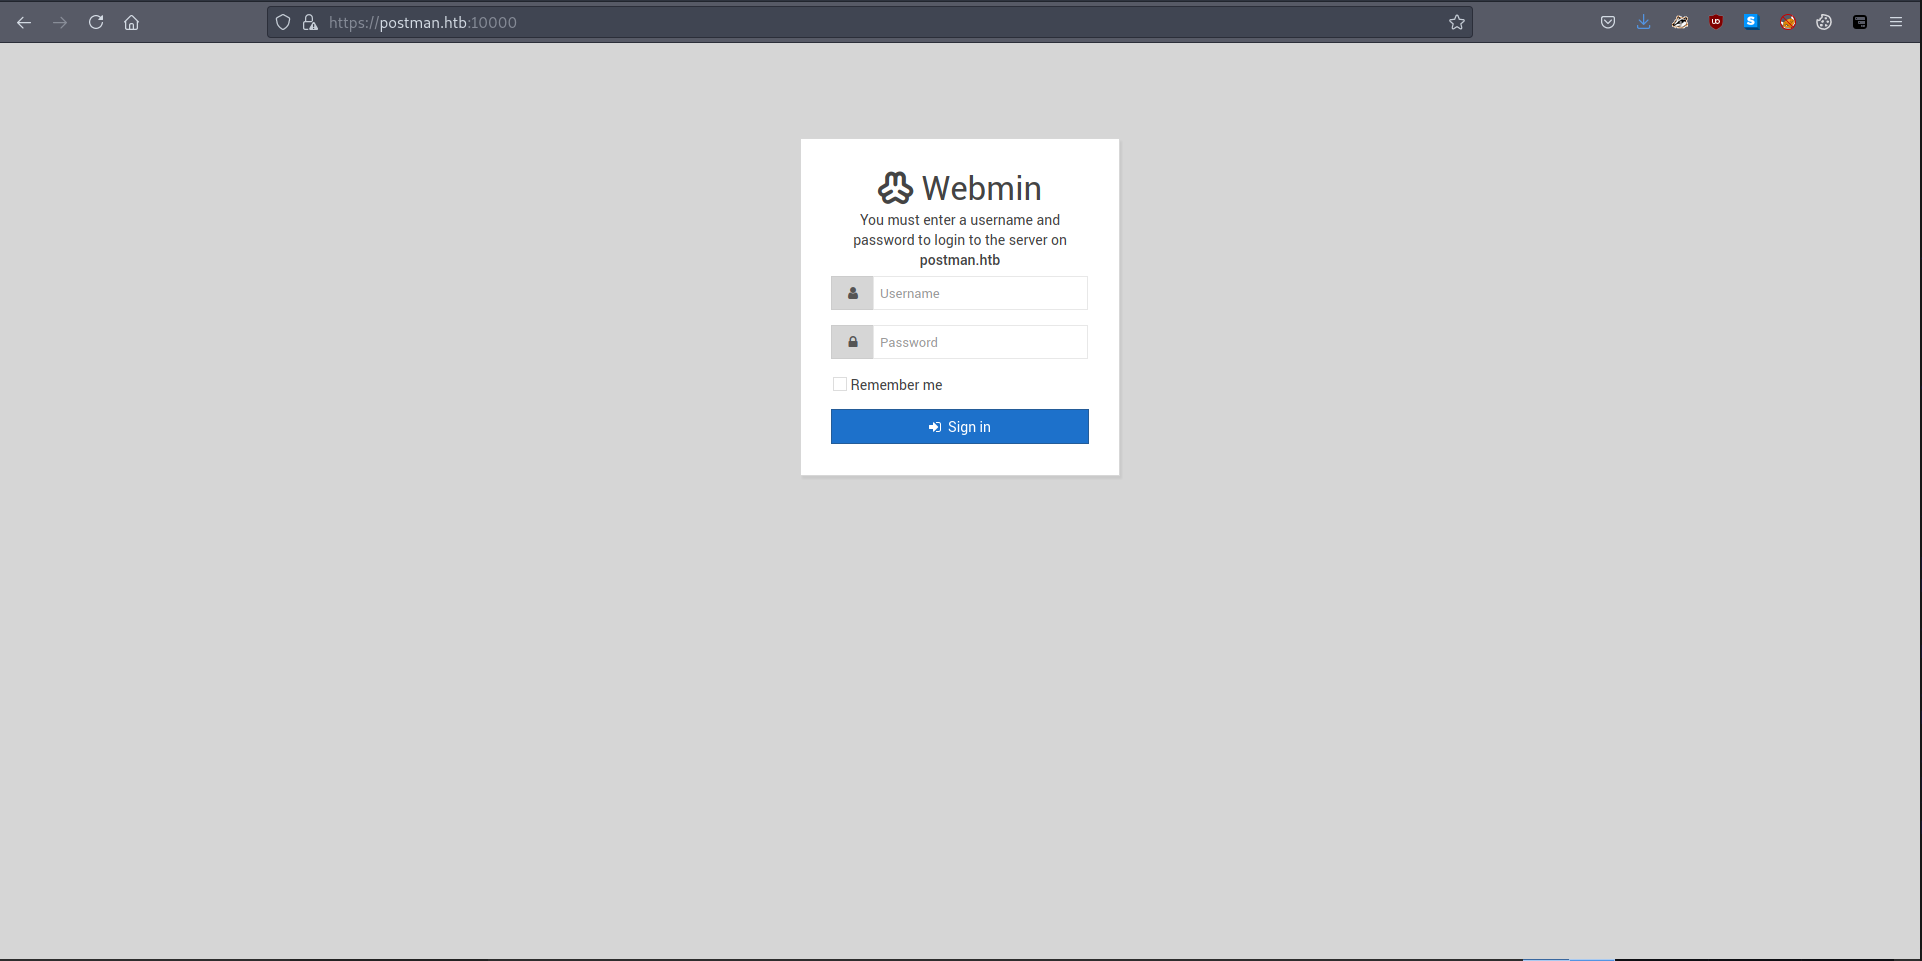 https://postman.htb:10000
Webmin
You must enter a username and
password to login to the server on
postman.htb
Username
Password
Remember me
Sign in